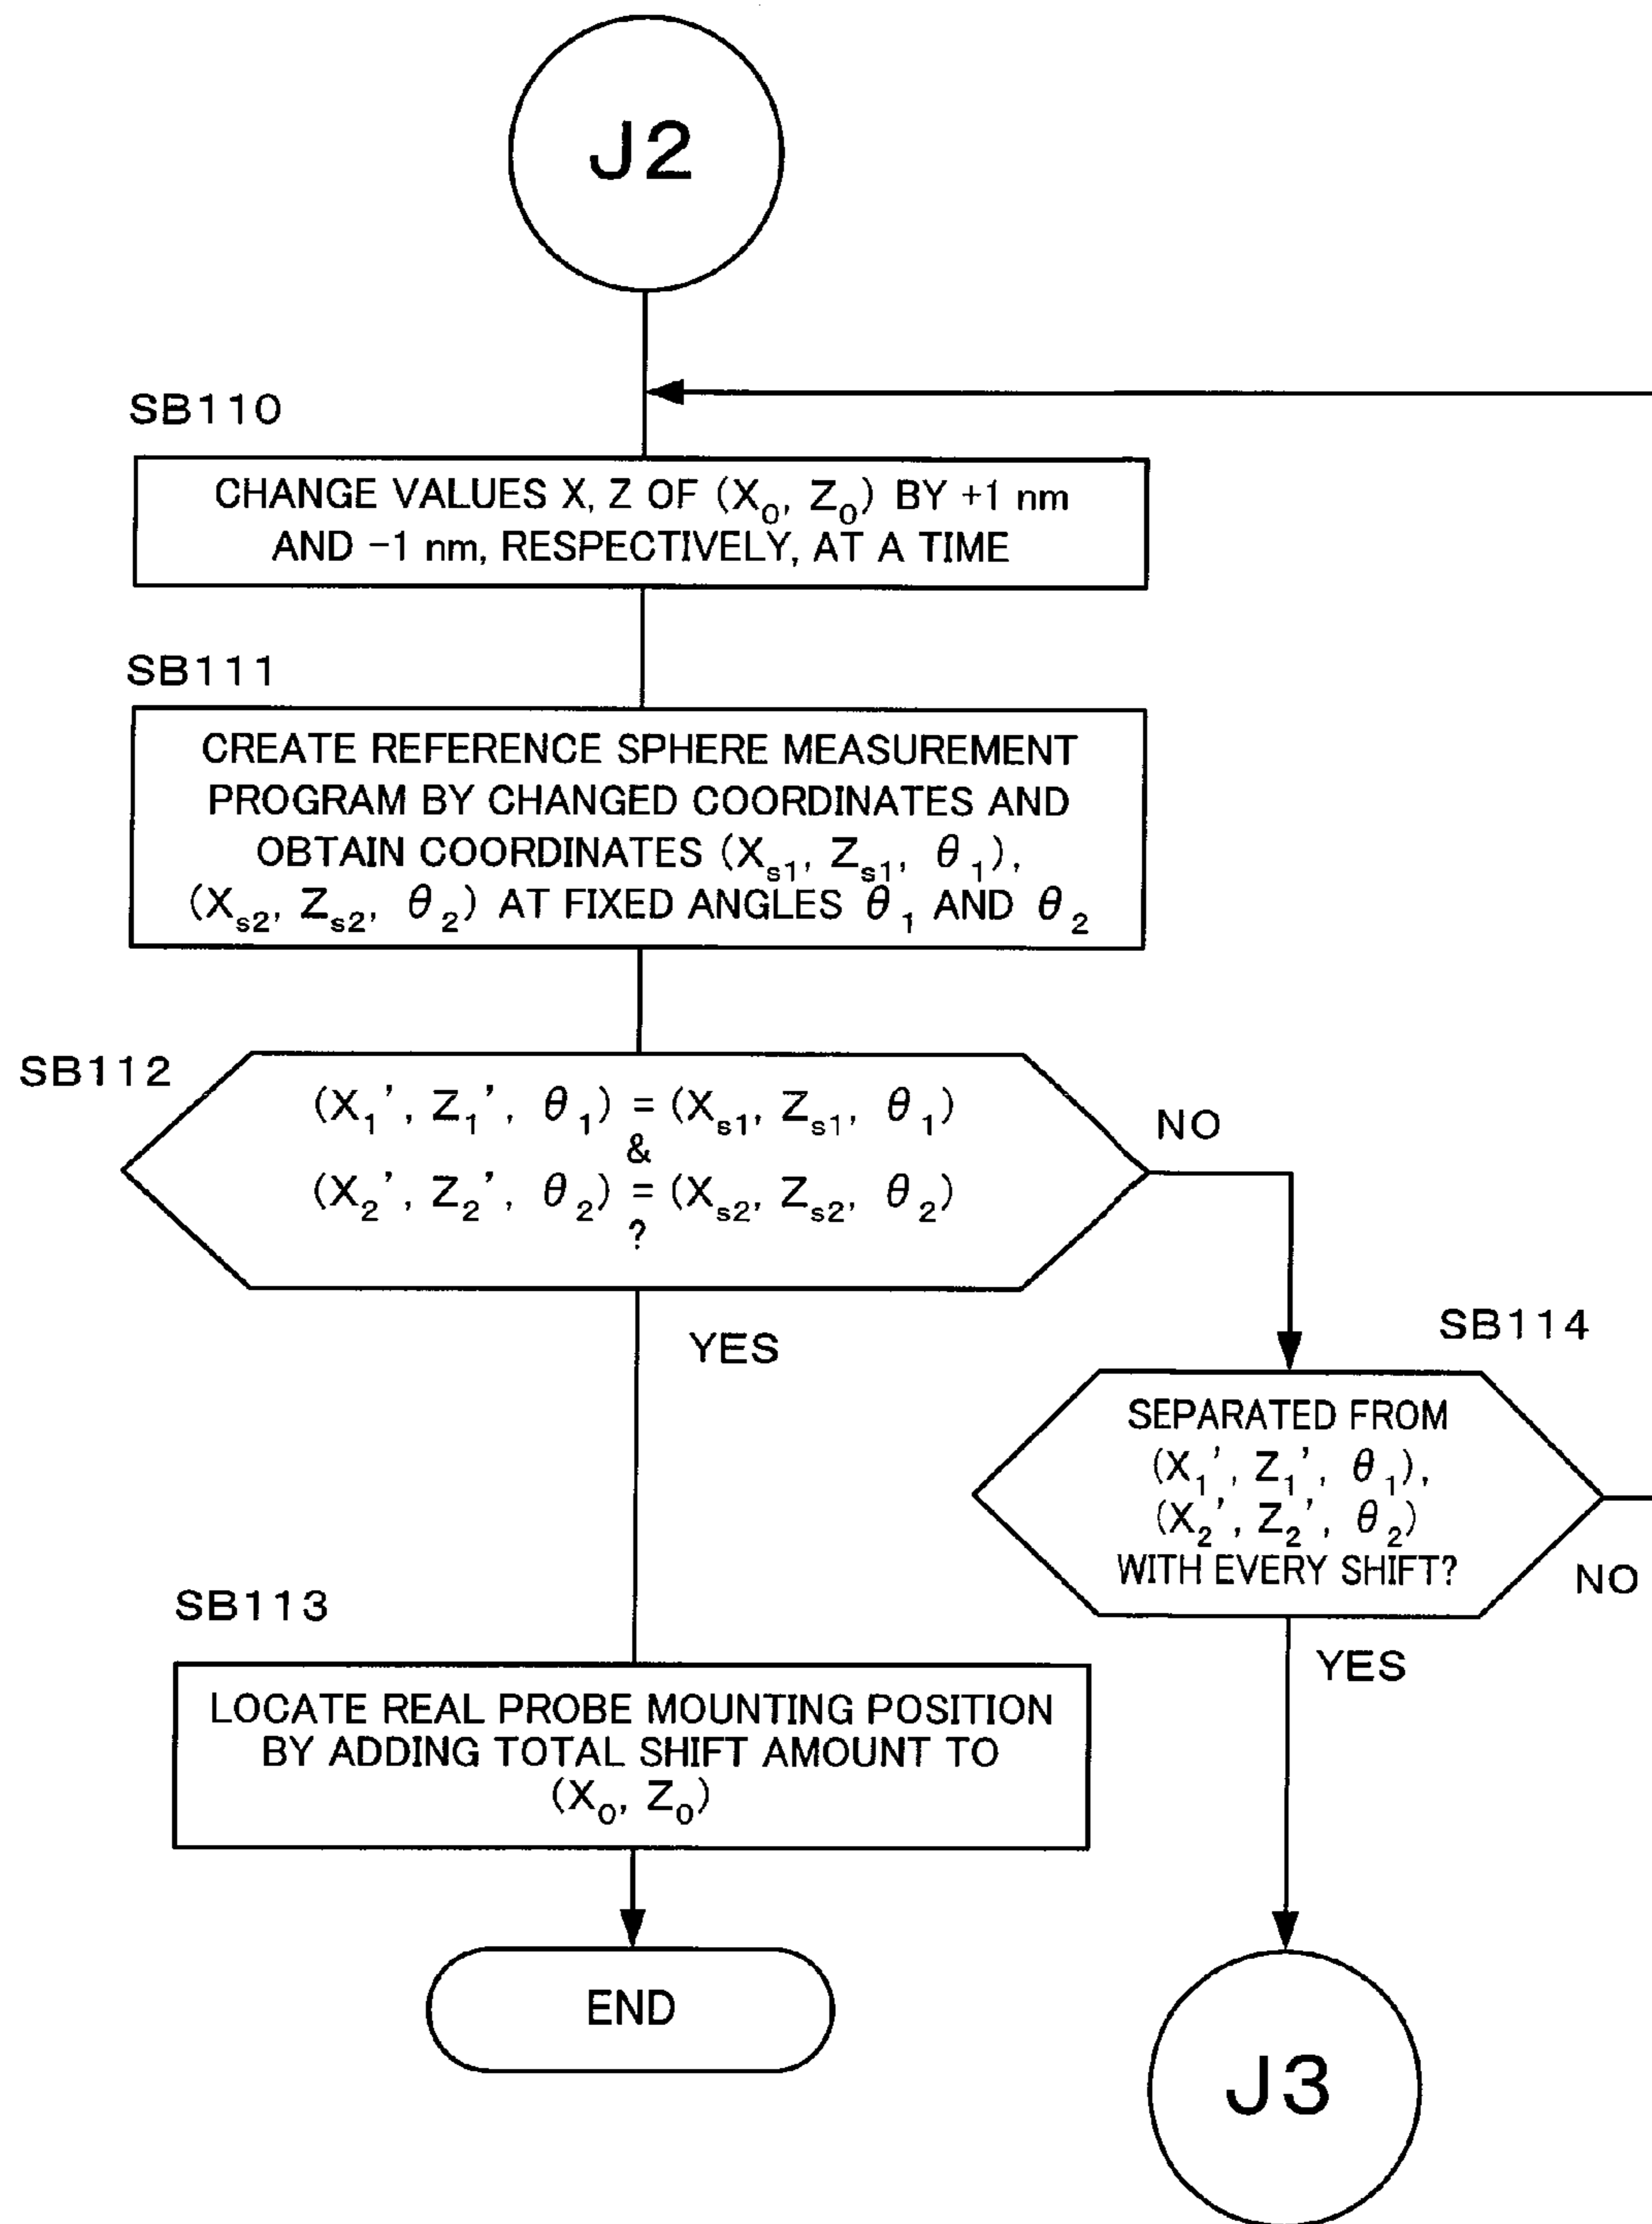 J2
SB110
CHANGE VALUES X, Z OF (X₀, Z₀) BY +1 nm
AND −1 nm, RESPECTIVELY, AT A TIME
SB111
CREATE REFERENCE SPHERE MEASUREMENT
PROGRAM BY CHANGED COORDINATES AND
OBTAIN COORDINATES (Xs1, Zs1, θ1),
(Xs2, Zs2, θ2) AT FIXED ANGLES θ1 AND θ2
SB112
(X1', Z1', θ1) = (Xs1, Zs1, θ1)
&
(X2', Z2', θ2) = (Xs2, Zs2, θ2)
?
NO
YES
SB114
SEPARATED FROM
(X1', Z1', θ1),
(X2', Z2', θ2)
WITH EVERY SHIFT?
NO
YES
SB113
LOCATE REAL PROBE MOUNTING POSITION
BY ADDING TOTAL SHIFT AMOUNT TO
(X₀, Z₀)
END
J3